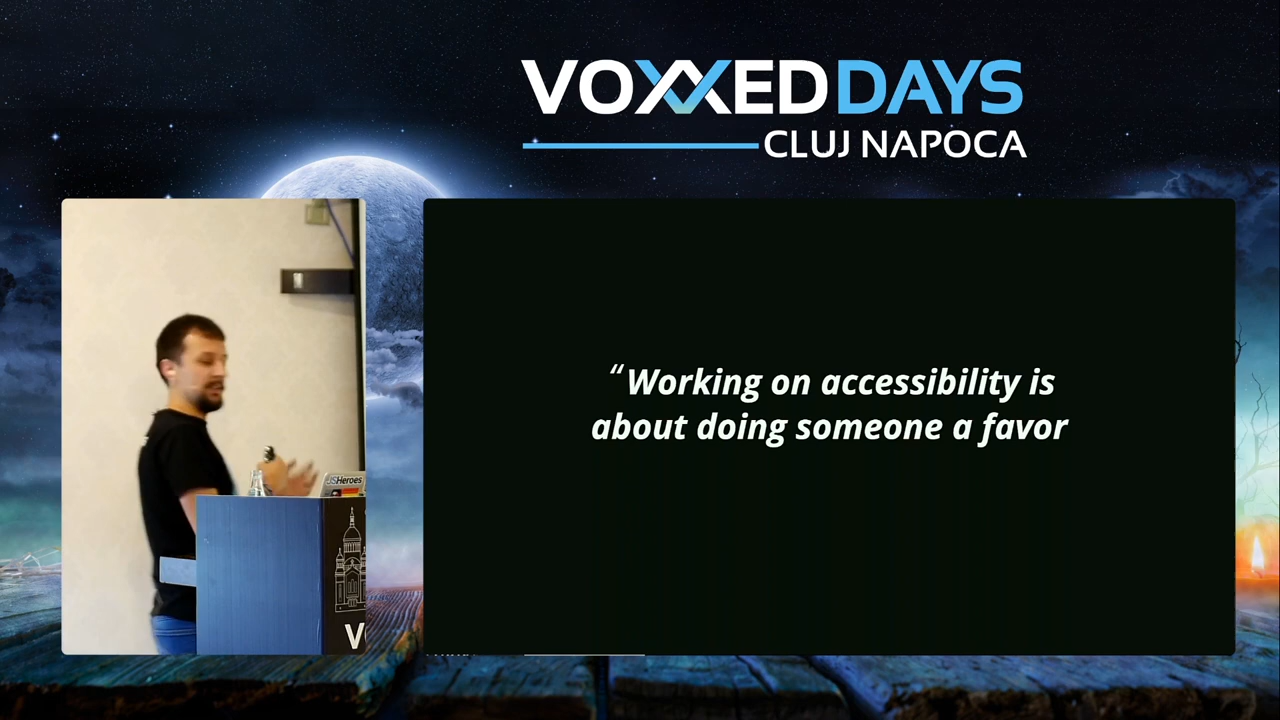 VOXXEDDAYS
CLUJ NAPOCA
JSHeroes
V
“Working on accessibility is
about doing someone a favor